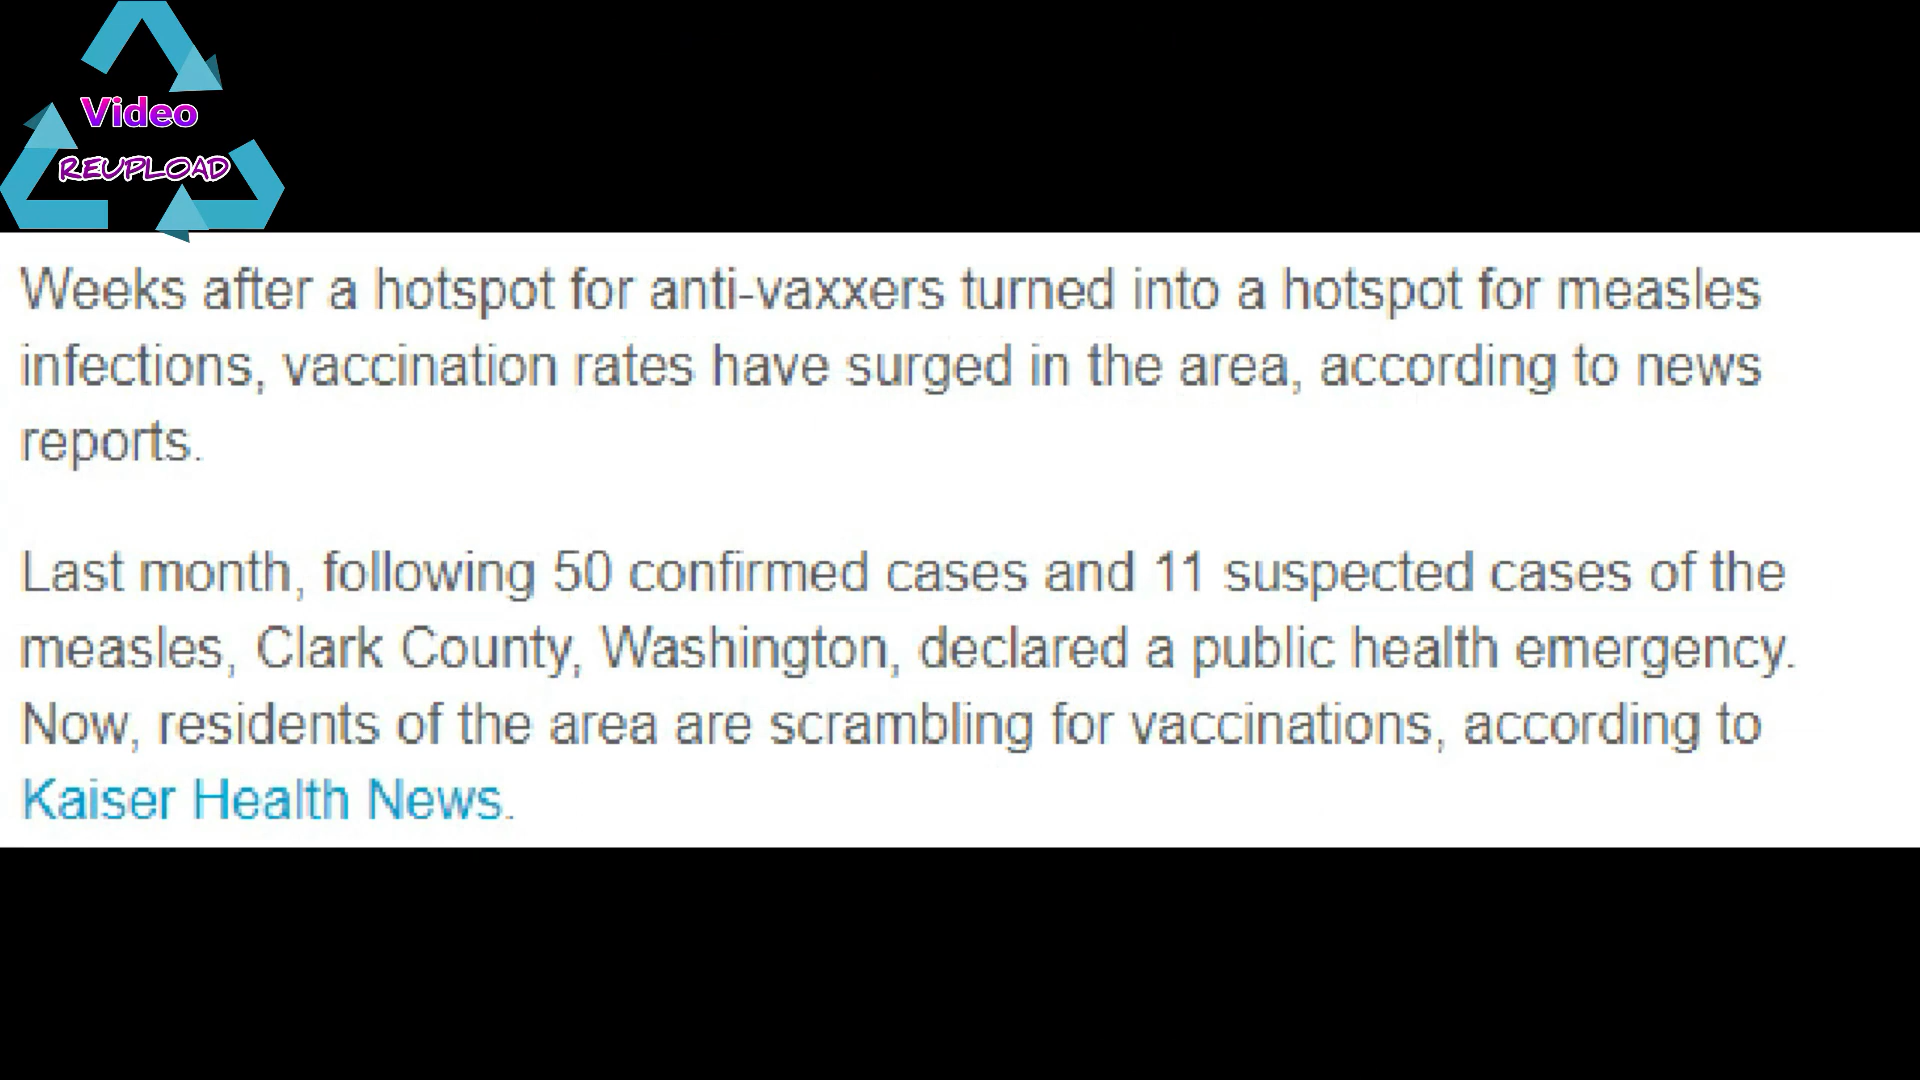 Video
REUPLOAD
Weeks after a hotspot for anti-vaxxers turned into a hotspot for measles
infections, vaccination rates have surged in the area, according to news
reports.
Last month, following 50 confirmed cases and 11 suspected cases of the
measles, Clark County, Washington, declared a public health emergency.
Now, residents of the area are scrambling for vaccinations, according to
Kaiser Health News.